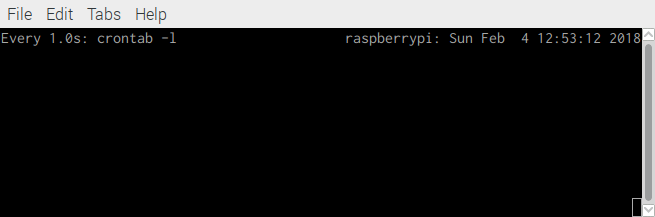 File Edit Tabs Help
Every 1.0s: crontab -l raspberrypi: Sun Feb  4 12:53:12 2018